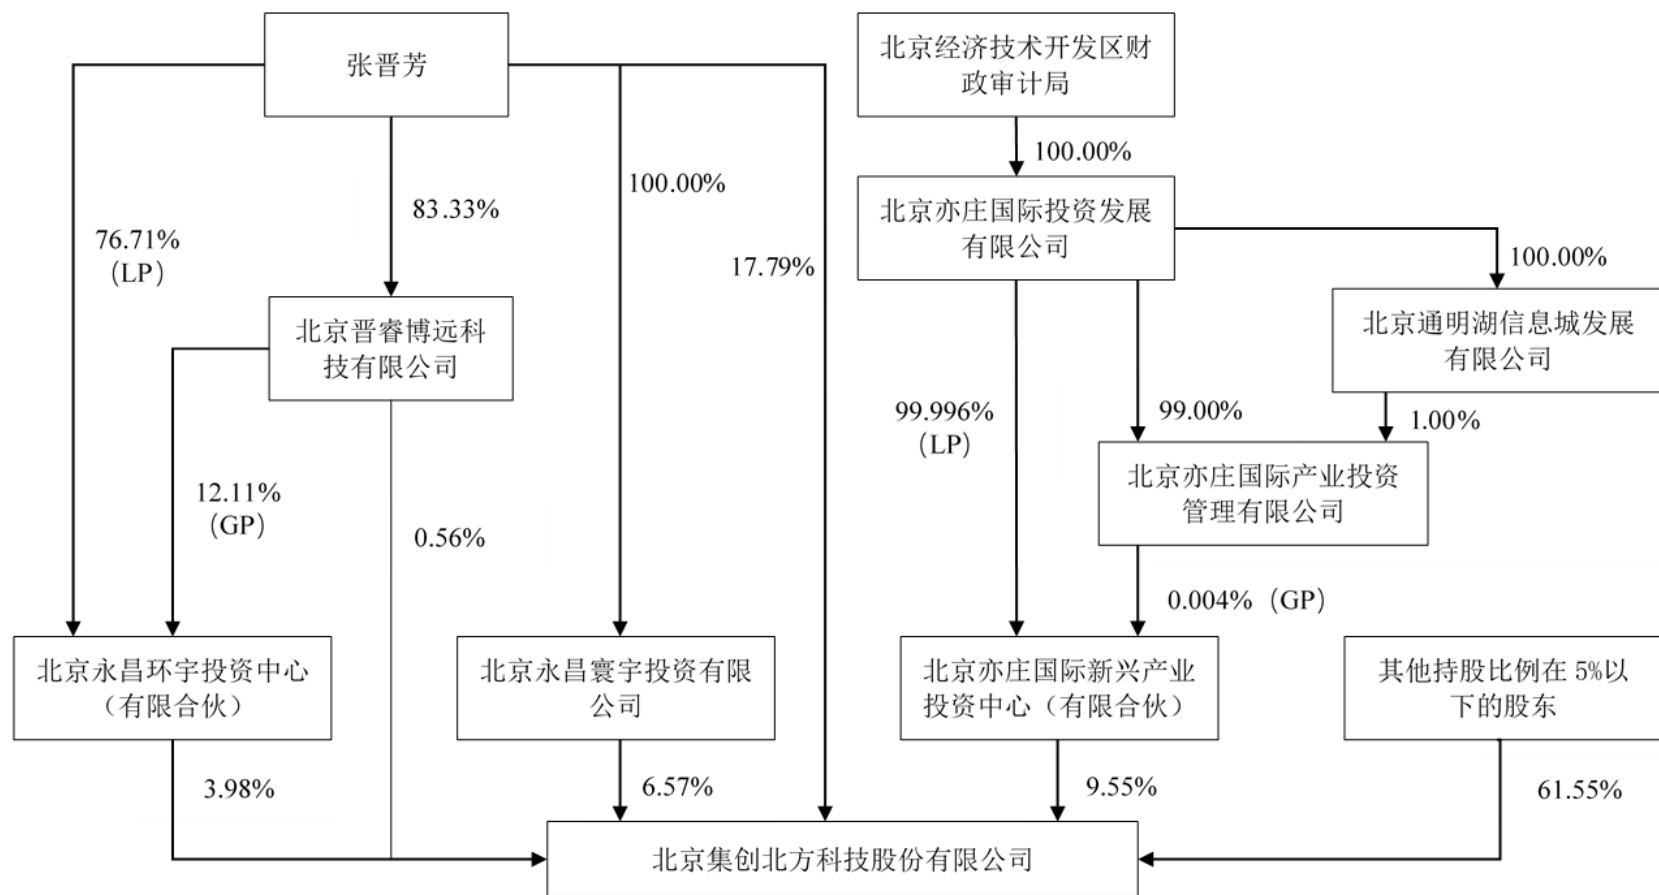 张晋芳
北京经济技术开发区财
政审计局
100.00%
北京亦庄国际投资发展
有限公司
100.00%
83.33%
76.71%
（LP）
17.79%
100.00%
北京晋睿博远科
技有限公司
北京通明湖信息城发展
有限公司
99.996%
（LP）
99.00%
1.00%
北京亦庄国际产业投资
管理有限公司
12.11%
（GP）
0.56%
0.004%（GP）
北京永昌环宇投资中心
（有限合伙）
北京永昌寰宇投资有限
公司
北京亦庄国际新兴产业
投资中心（有限合伙）
其他持股比例在 5%以
下的股东
3.98%
6.57%
9.55%
61.55%
北京集创北方科技股份有限公司